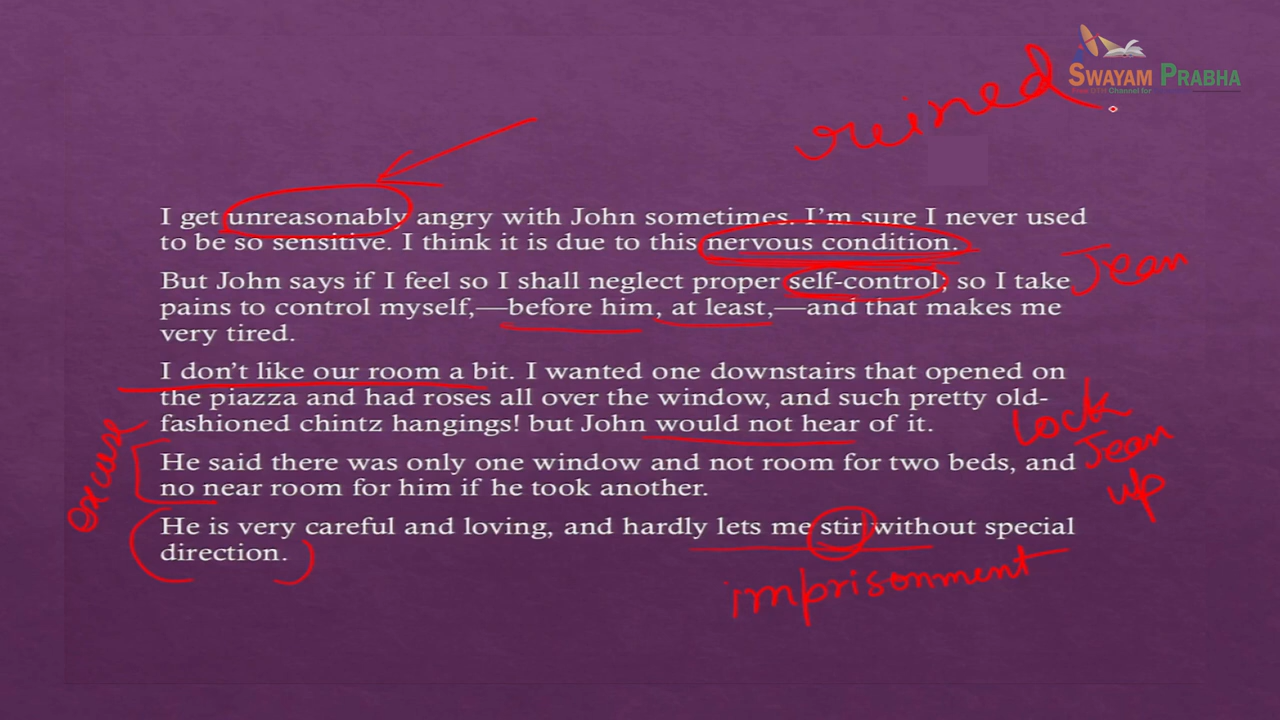 SWAYAM PRABHA
ruined
I get unreasonably angry with John sometimes. I'm sure I never used
to be so sensitive. I think it is due to this nervous condition.
But John says if I feel so I shall neglect proper self-control; so I take
Jean
pains to control myself,—before him, at least,—and that makes me
very tired.
I don't like our room a bit. I wanted one downstairs that opened on
the piazza and had roses all over the window, and such pretty old-
fashioned chintz hangings! but John would not hear of it.
Lock
Jean
up
excuse
He said there was only one window and not room for two beds, and
no near room for him if he took another.
He is very careful and loving, and hardly lets me stir without special
direction.
imprisonment